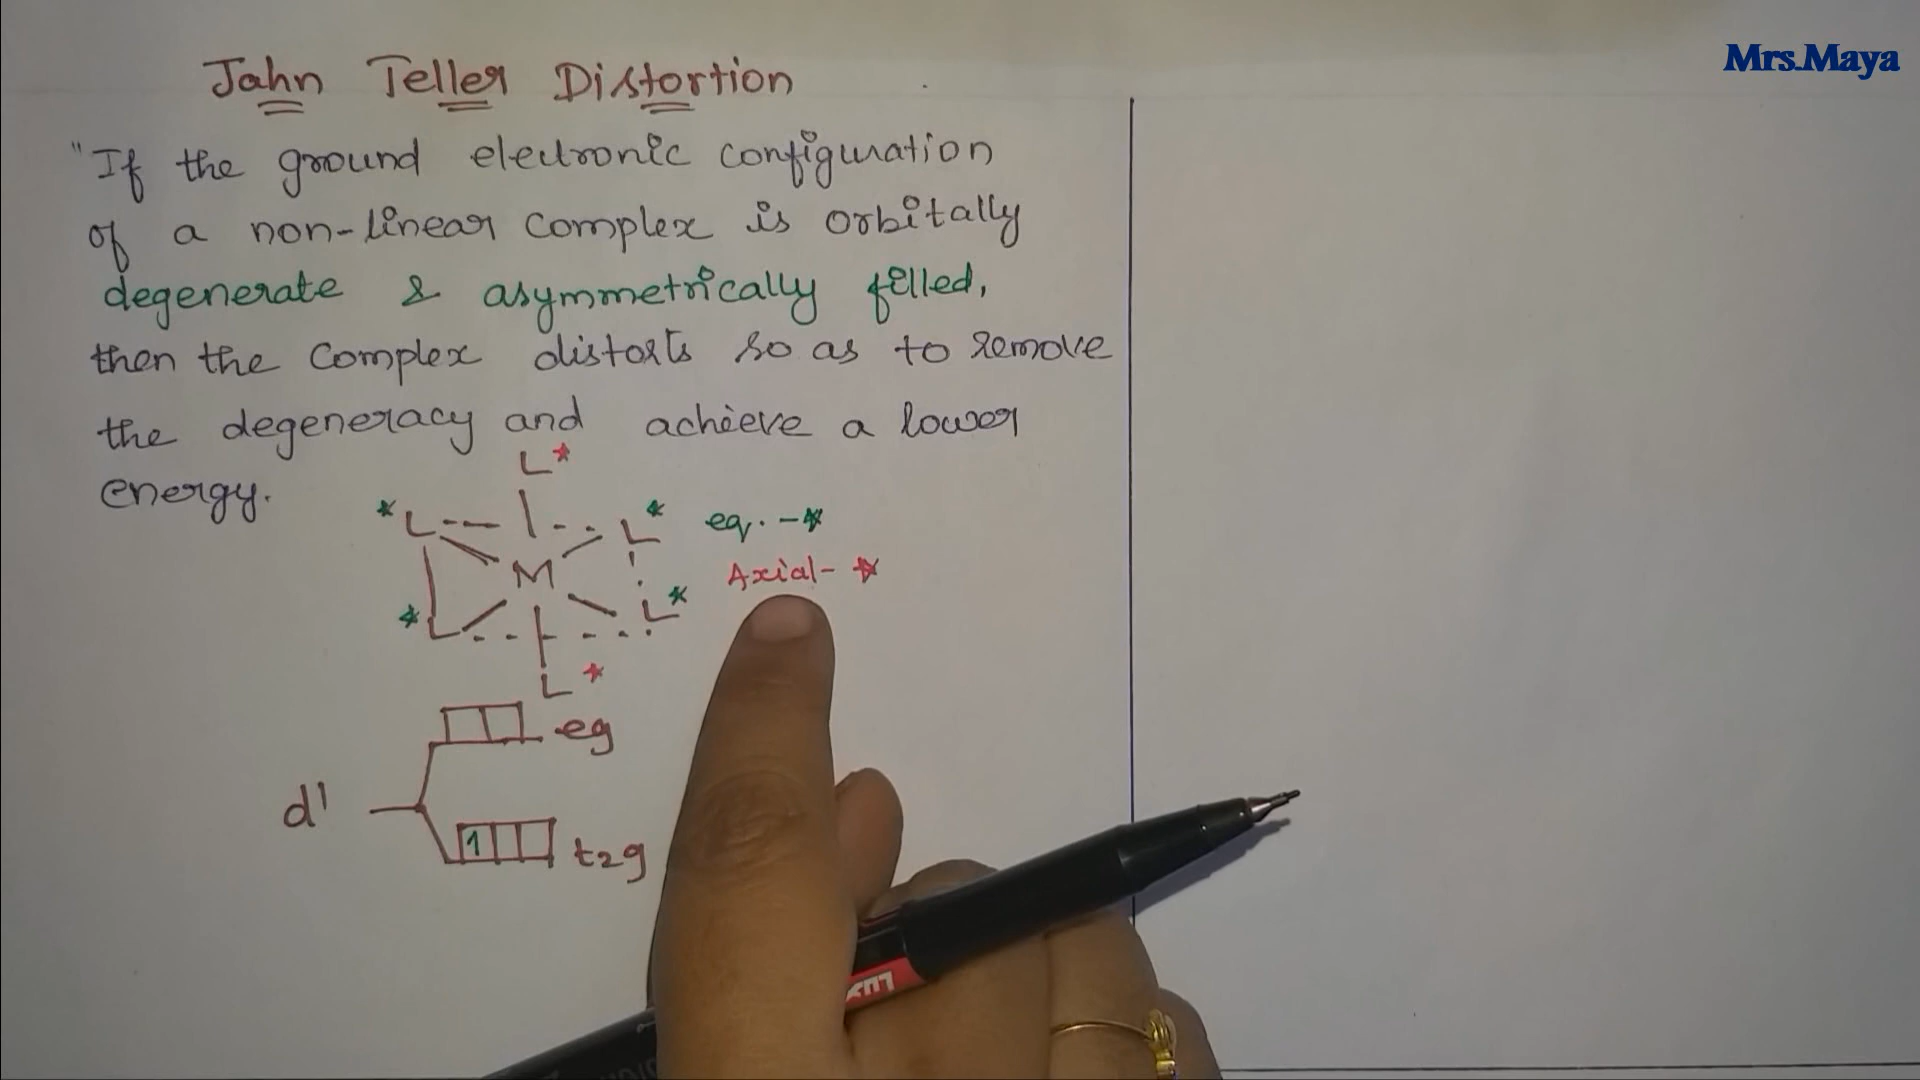 Mrs.Maya
Jahn Teller Distortion
"If the ground electronic configuration
of a non-linear complex is orbitally
degenerate & asymmetrically filled,
then the complex distorts so as to remove
the degeneracy and achieve a lower
energy.
L*
*L L* eq. - *
M Axial - *
*L L*
L*
eg
d1
1 t2g